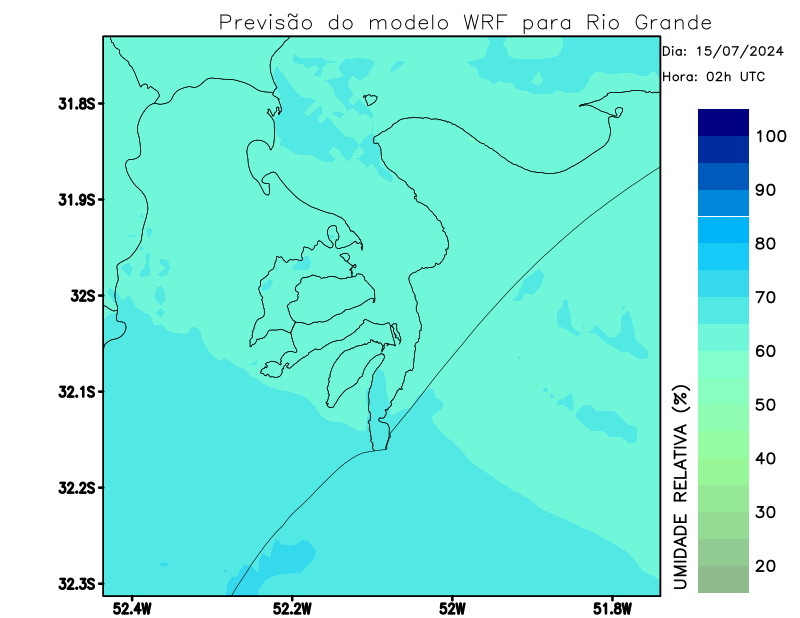 Previsão do modelo WRF para Rio Grande
Dia: 15/07/2024
Hora: 02h UTC
31.8S
31.9S
32S
32.1S
32.2S
32.3S
52.4W
52.2W
52W
51.8W
100
90
80
70
60
50
40
30
20
UMIDADE RELATIVA (%)